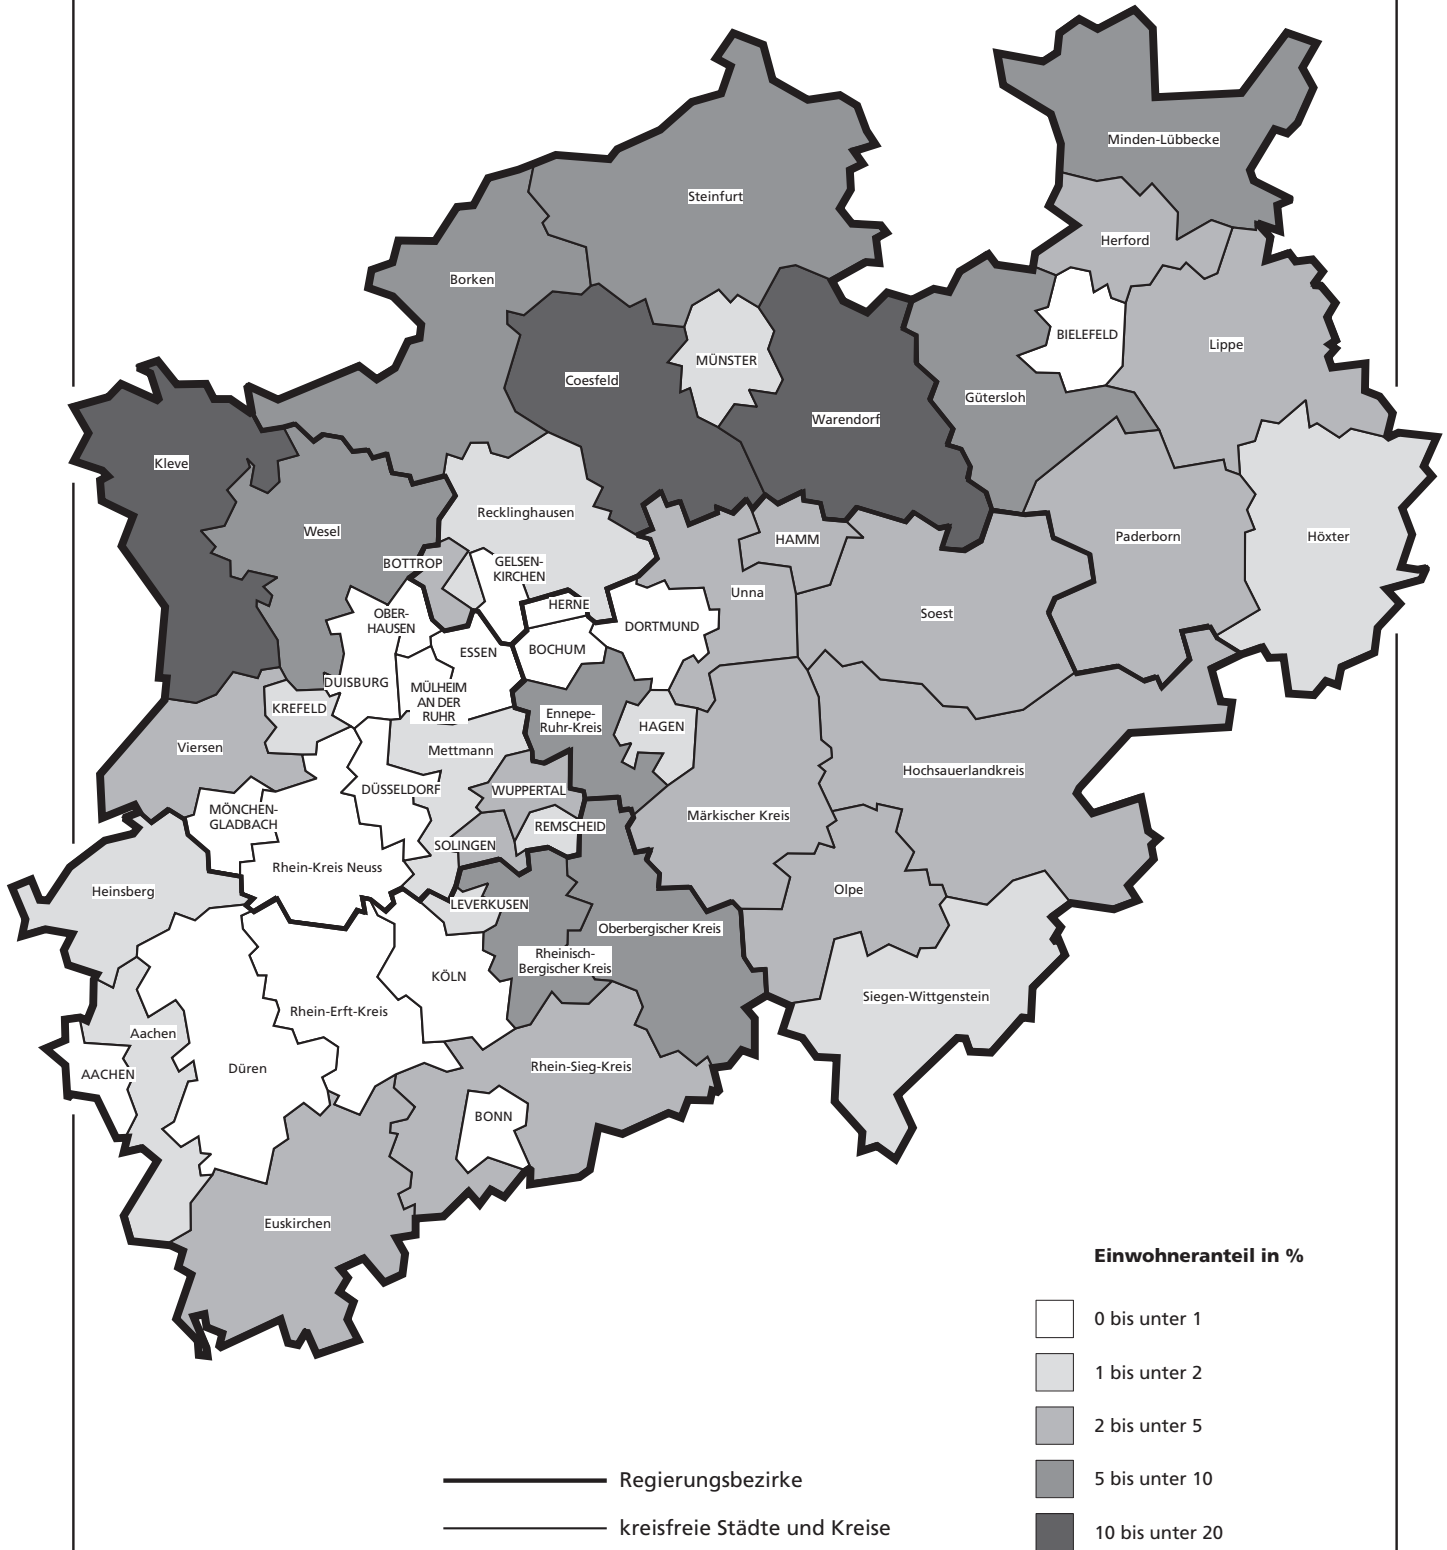 Minden-Lübbecke
Steinfurt
Herford
Borken
BIELEFELD
Lippe
MÜNSTER
Coesfeld
Gütersloh
Warendorf
Kleve
Recklinghausen
Wesel
Paderborn
Höxter
HAMM
BOTTROP
GELSEN-
KIRCHEN
Unna
HERNE
Soest
OBER-
HAUSEN
DORTMUND
ESSEN
BOCHUM
DUISBURG
MÜLHEIM
AN DER
RUHR
KREFELD
Ennepe-
Ruhr-Kreis
HAGEN
Viersen
Mettmann
Hochsauerlandkreis
DÜSSELDORF
WUPPERTAL
MÖNCHEN-
GLADBACH
Märkischer Kreis
REMSCHEID
SOLINGEN
Rhein-Kreis Neuss
Heinsberg
Olpe
LEVERKUSEN
Oberbergischer Kreis
Rheinisch-
Bergischer Kreis
KÖLN
Siegen-Wittgenstein
Rhein-Erft-Kreis
Aachen
Düren
Rhein-Sieg-Kreis
AACHEN
BONN
Euskirchen
Einwohneranteil in %
0 bis unter 1
1 bis unter 2
2 bis unter 5
5 bis unter 10
10 bis unter 20
Regierungsbezirke
kreisfreie Städte und Kreise